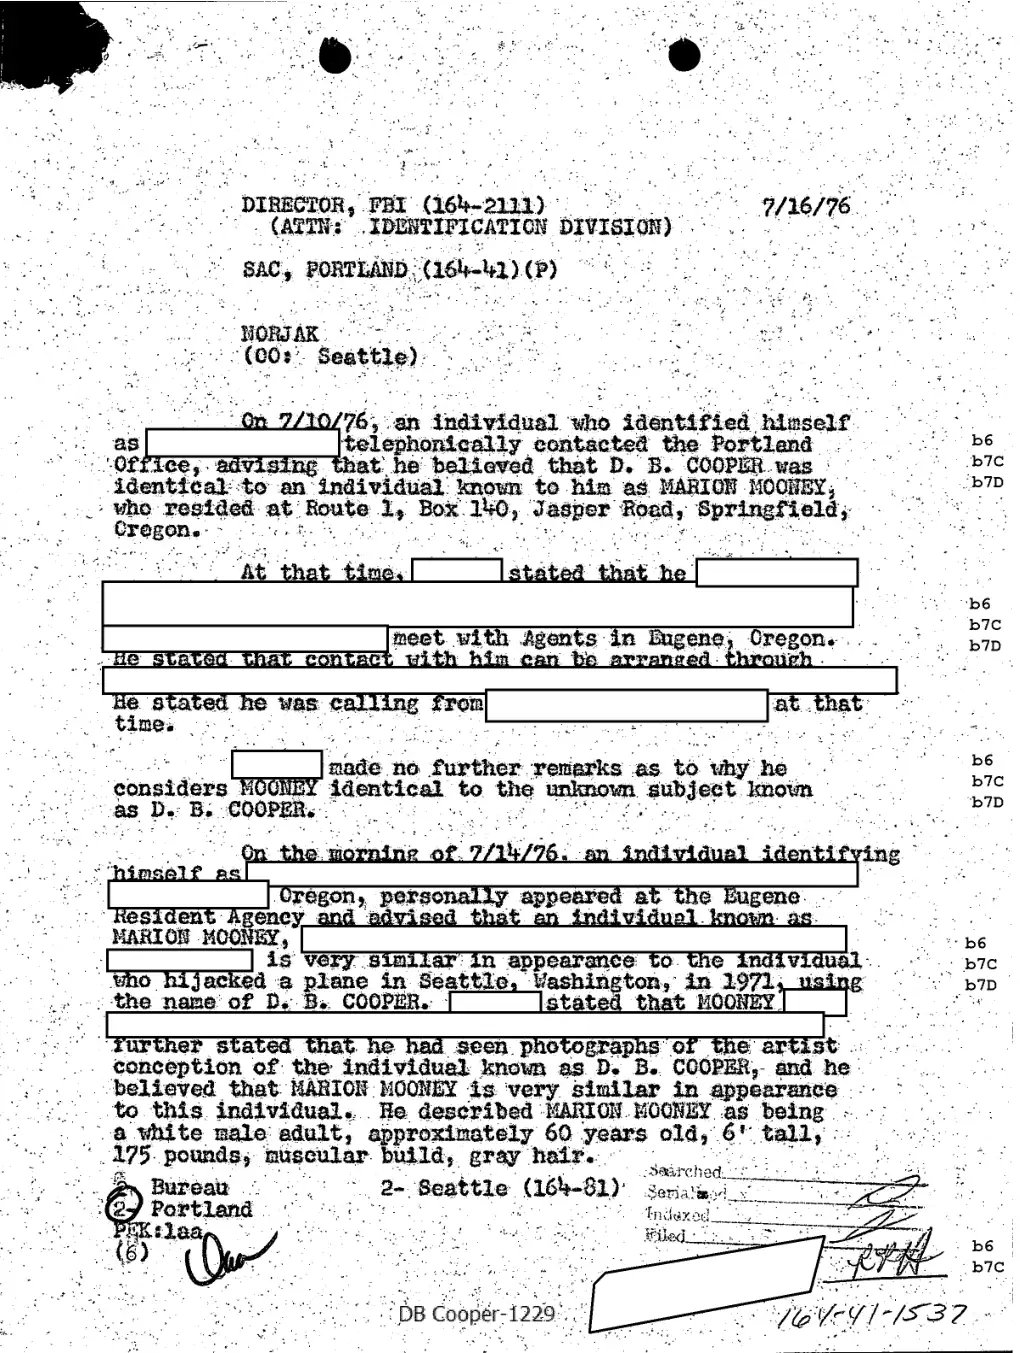 DIRECTOR, FBI (164-2111) 7/16/76
(ATTN: IDENTIFICATION DIVISION)
SAC, PORTLAND (164-41)(P)
NORJAK
(OO: Seattle)
On 7/10/76, an individual who identified himself
as telephonically contacted the Portland
b6
Office, advising that he believed that D. B. COOPER was
b7C
identical to an individual known to him as MARION MOONEY,
b7D
who resided at Route 1, Box 140, Jasper Road, Springfield,
Oregon.
At that time, stated that he
b6
b7C
meet with Agents in Eugene, Oregon.
b7D
He stated that contact with him can be arranged through
He stated he was calling from at that
time.
made no further remarks as to why he
b6
considers MOONEY identical to the unknown subject known
b7C
as D. B. COOPER.
b7D
On the morning of 7/14/76, an individual identifying
himself as
Oregon, personally appeared at the Eugene
Resident Agency and advised that an individual known as
MARION MOONEY,
b6
is very similar in appearance to the individual
b7C
who hijacked a plane in Seattle, Washington, in 1971, using
b7D
the name of D. B. COOPER. stated that MOONEY
further stated that he had seen photographs of the artist
conception of the individual known as D. B. COOPER, and he
believed that MARION MOONEY is very similar in appearance
to this individual. He described MARION MOONEY as being
a white male adult, approximately 60 years old, 6' tall,
175 pounds, muscular build, gray hair.
Searched
Bureau 2- Seattle (164-81)
Serialized
2- Portland
Indexed
PEK:laa
Filed
(6)
b6
b7C
DB Cooper-1229
164-41-1537